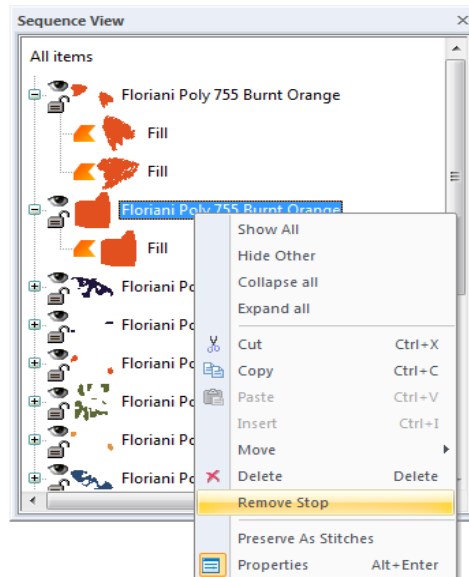 Sequence View
All items
Floriani Poly 755 Burnt Orange
Fill
Fill
Floriani Poly 755 Burnt Orange
Fill
Floriani Po
Floriani Po
Floriani Po
Floriani Po
Floriani Po
Floriani Po
Show All
Hide Other
Collapse all
Expand all
Cut Ctrl+X
Copy Ctrl+C
Paste Ctrl+V
Insert Ctrl+I
Move
Delete Delete
Remove Stop
Preserve As Stitches
Properties Alt+Enter